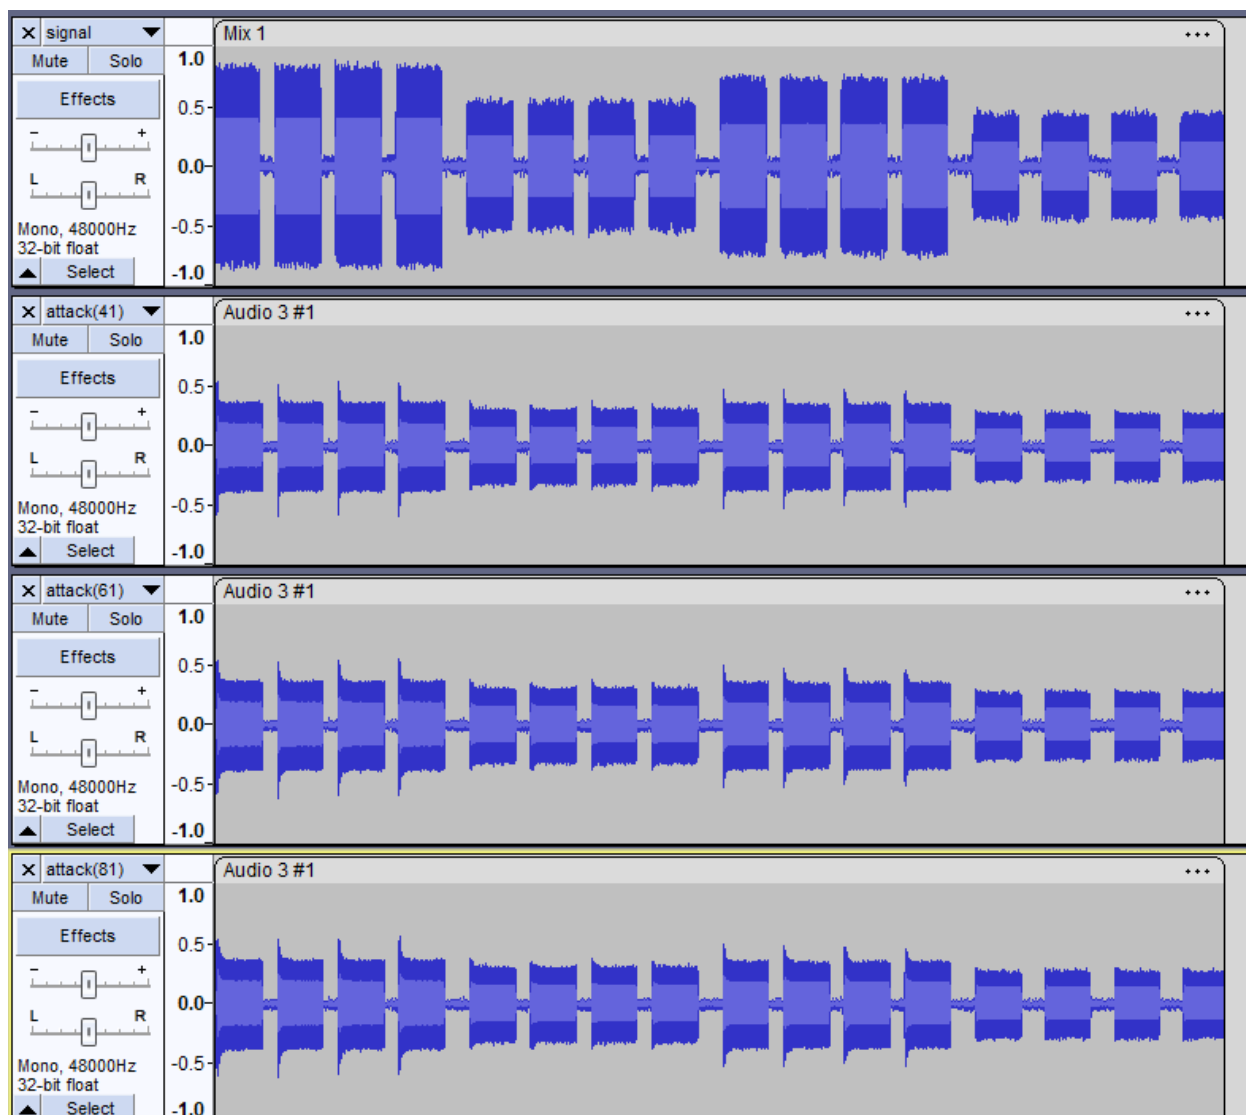 × signal ▼ Mix 1 ...
Mute Solo 1.0
Effects 0.5-
- +
0.0-
L R
Mono, 48000Hz -0.5-
32-bit float
▲ Select -1.0
× attack(41) ▼ Audio 3 #1 ...
Mute Solo 1.0
Effects 0.5-
- +
0.0-
L R
Mono, 48000Hz -0.5-
32-bit float
▲ Select -1.0
× attack(61) ▼ Audio 3 #1 ...
Mute Solo 1.0
Effects 0.5-
- +
0.0-
L R
Mono, 48000Hz -0.5-
32-bit float
▲ Select -1.0
× attack(81) ▼ Audio 3 #1 ...
Mute Solo 1.0
Effects 0.5-
- +
0.0-
L R
Mono, 48000Hz -0.5-
32-bit float
▲ Select -1.0